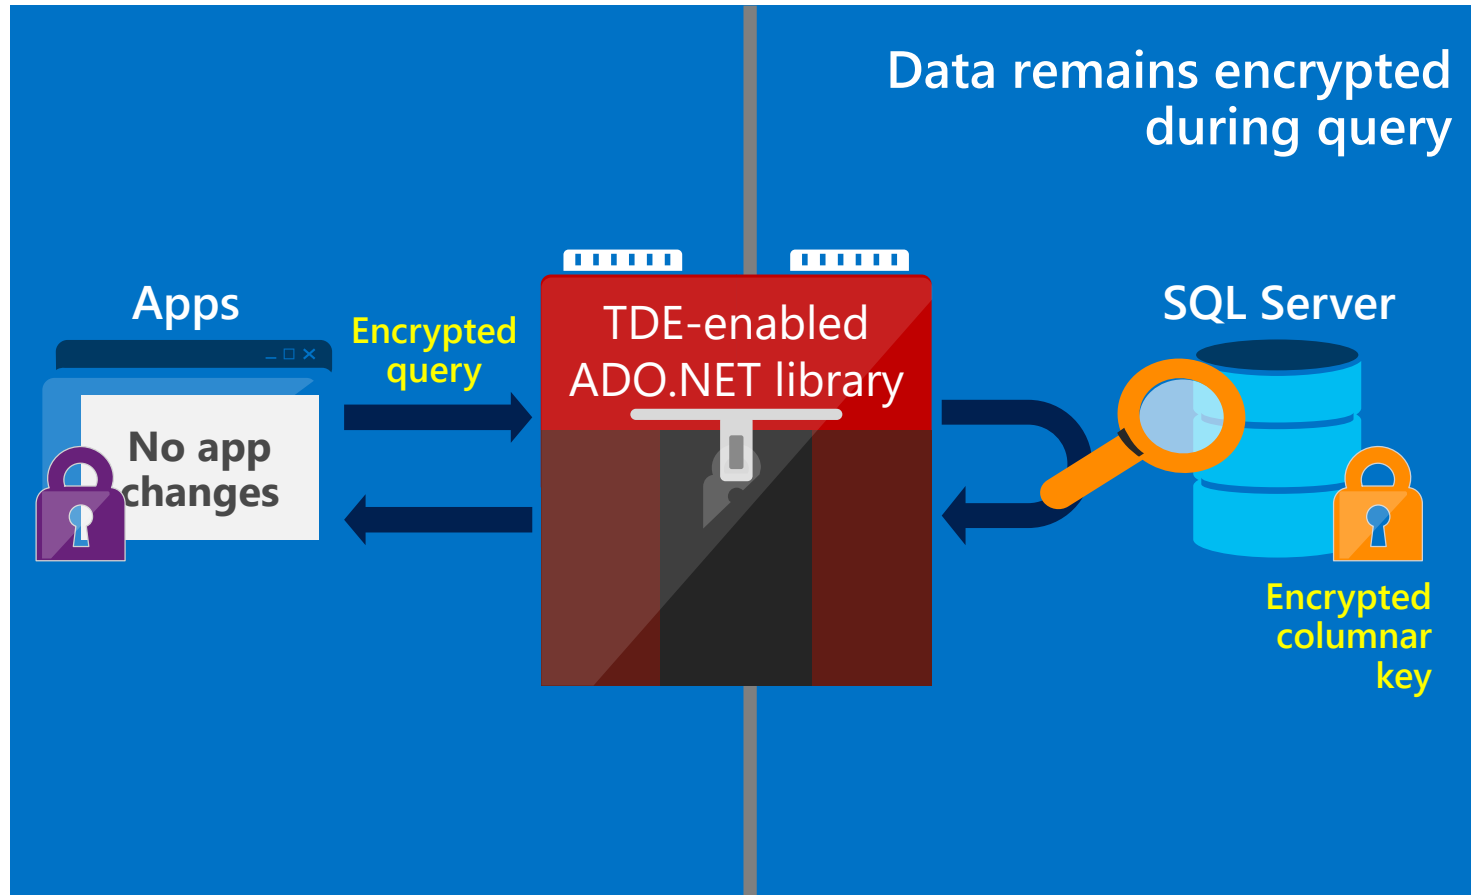 Data remains encrypted
during query
Apps
Encrypted
query
No app
changes
TDE-enabled
ADO.NET library
SQL Server
Encrypted
columnar
key